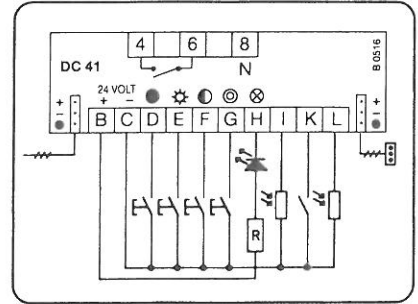 4 6 8
DC 41 N B 0516
24 VOLT
+ + − +
− −
B C D E F G H I K L
R